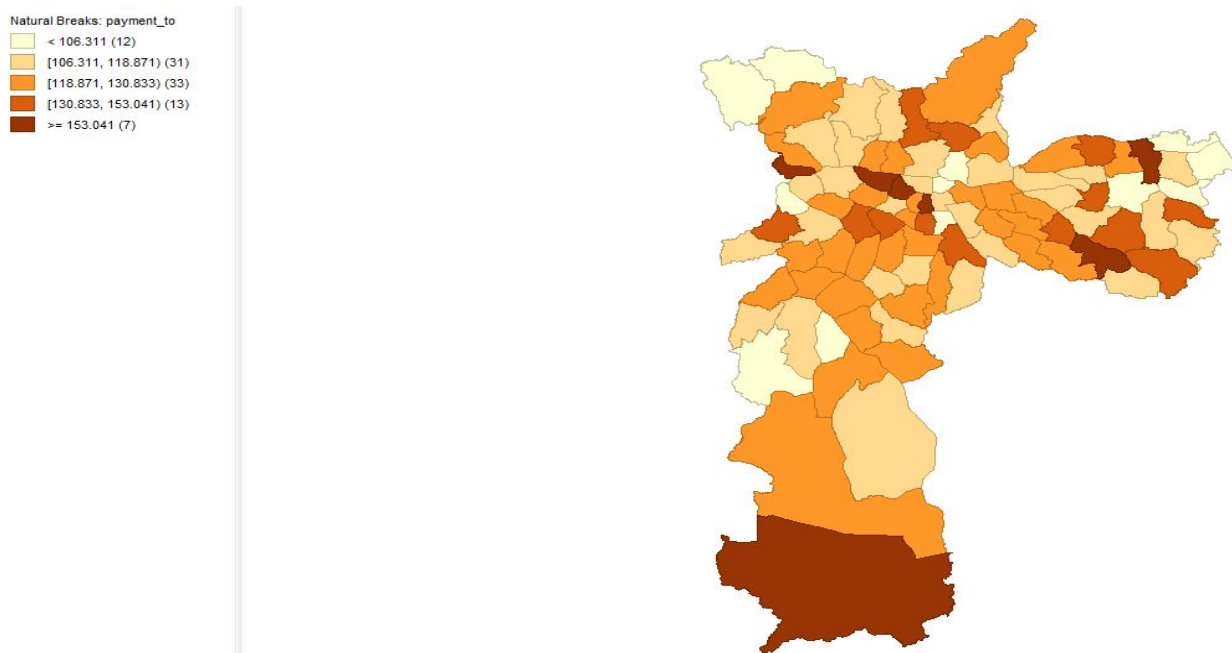 Natural Breaks: payment_to
< 106.311 (12)
[106.311, 118.871) (31)
[118.871, 130.833) (33)
[130.833, 153.041) (13)
>= 153.041 (7)